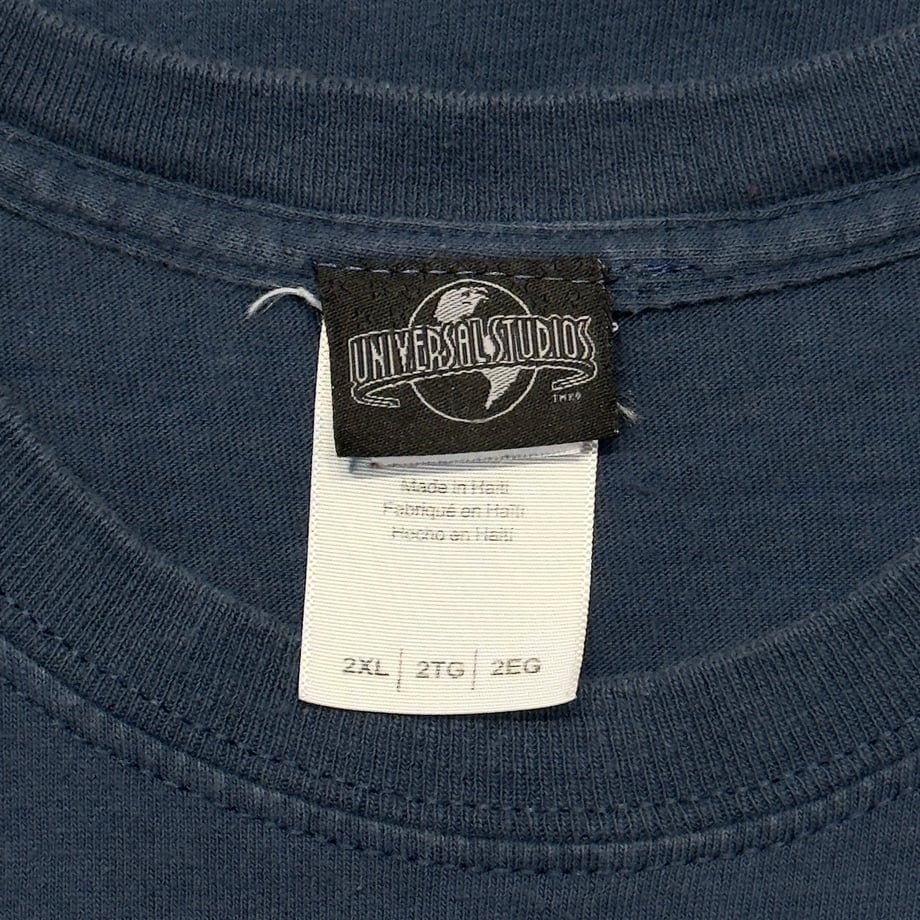 UNIVERSAL STUDIOS
Made in Haiti
Fabriqué en Haïti
Hecho en Haití
2XL | 2TG | 2EG